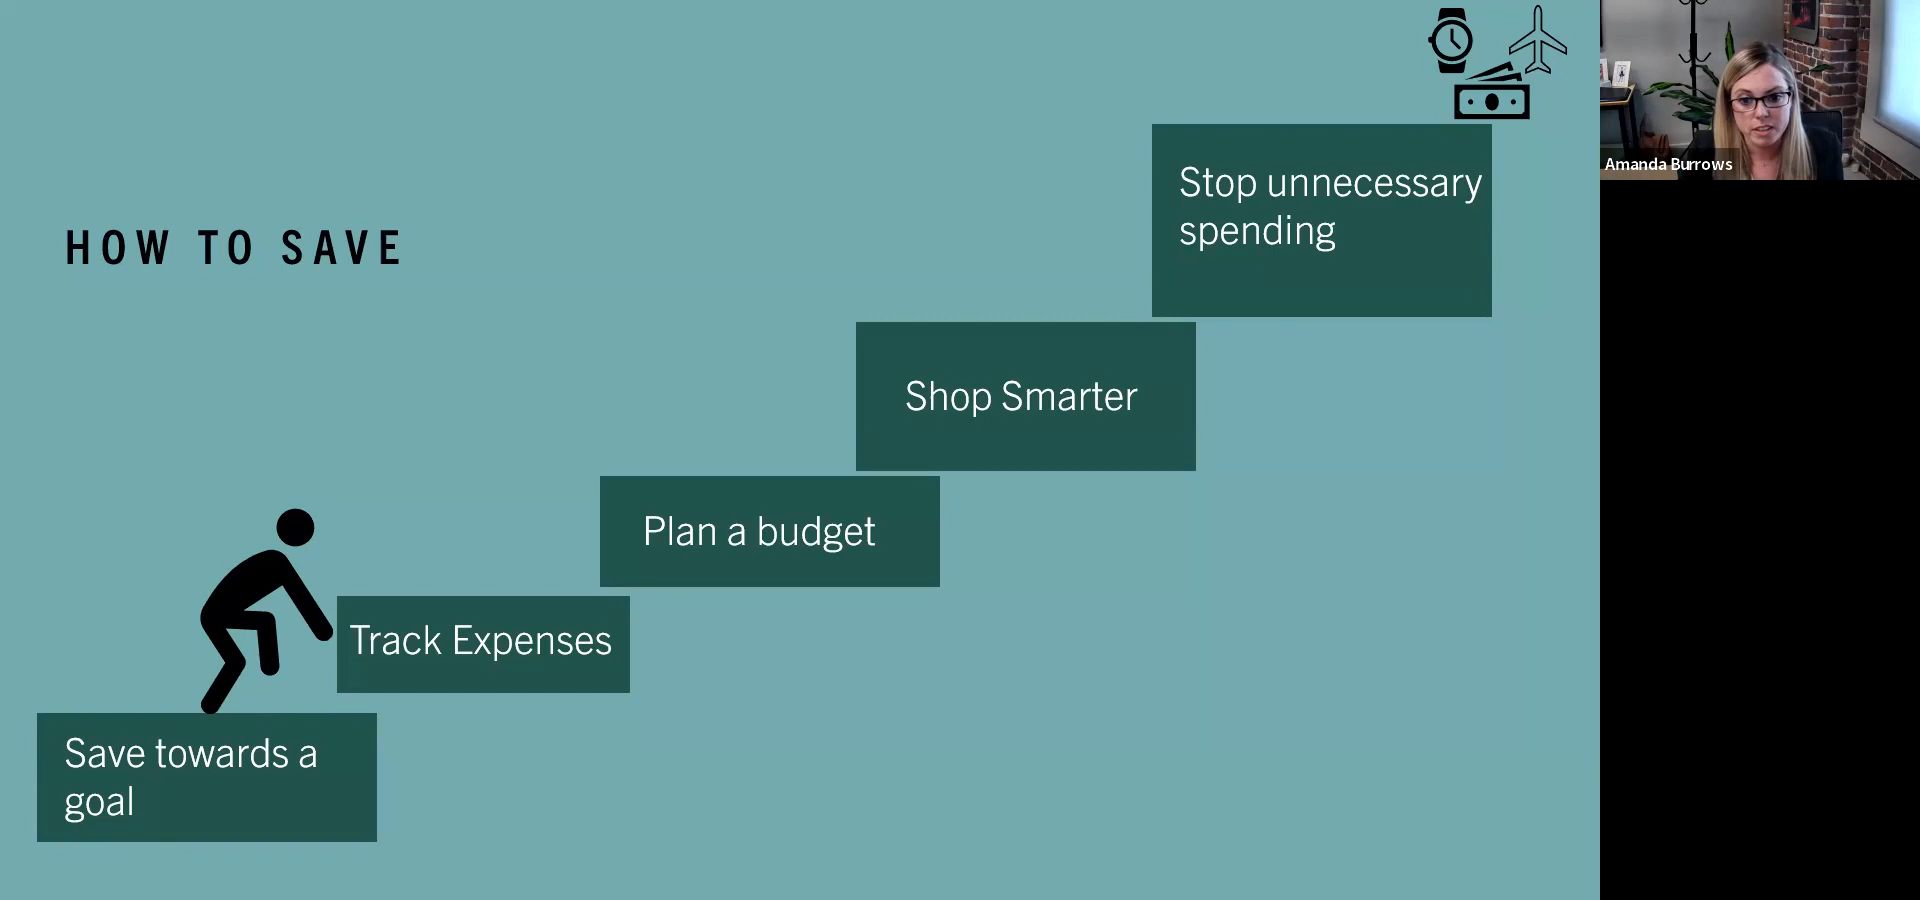 HOW TO SAVE
Stop unnecessary
spending
Shop Smarter
Plan a budget
Track Expenses
Save towards a
goal
Amanda Burrows